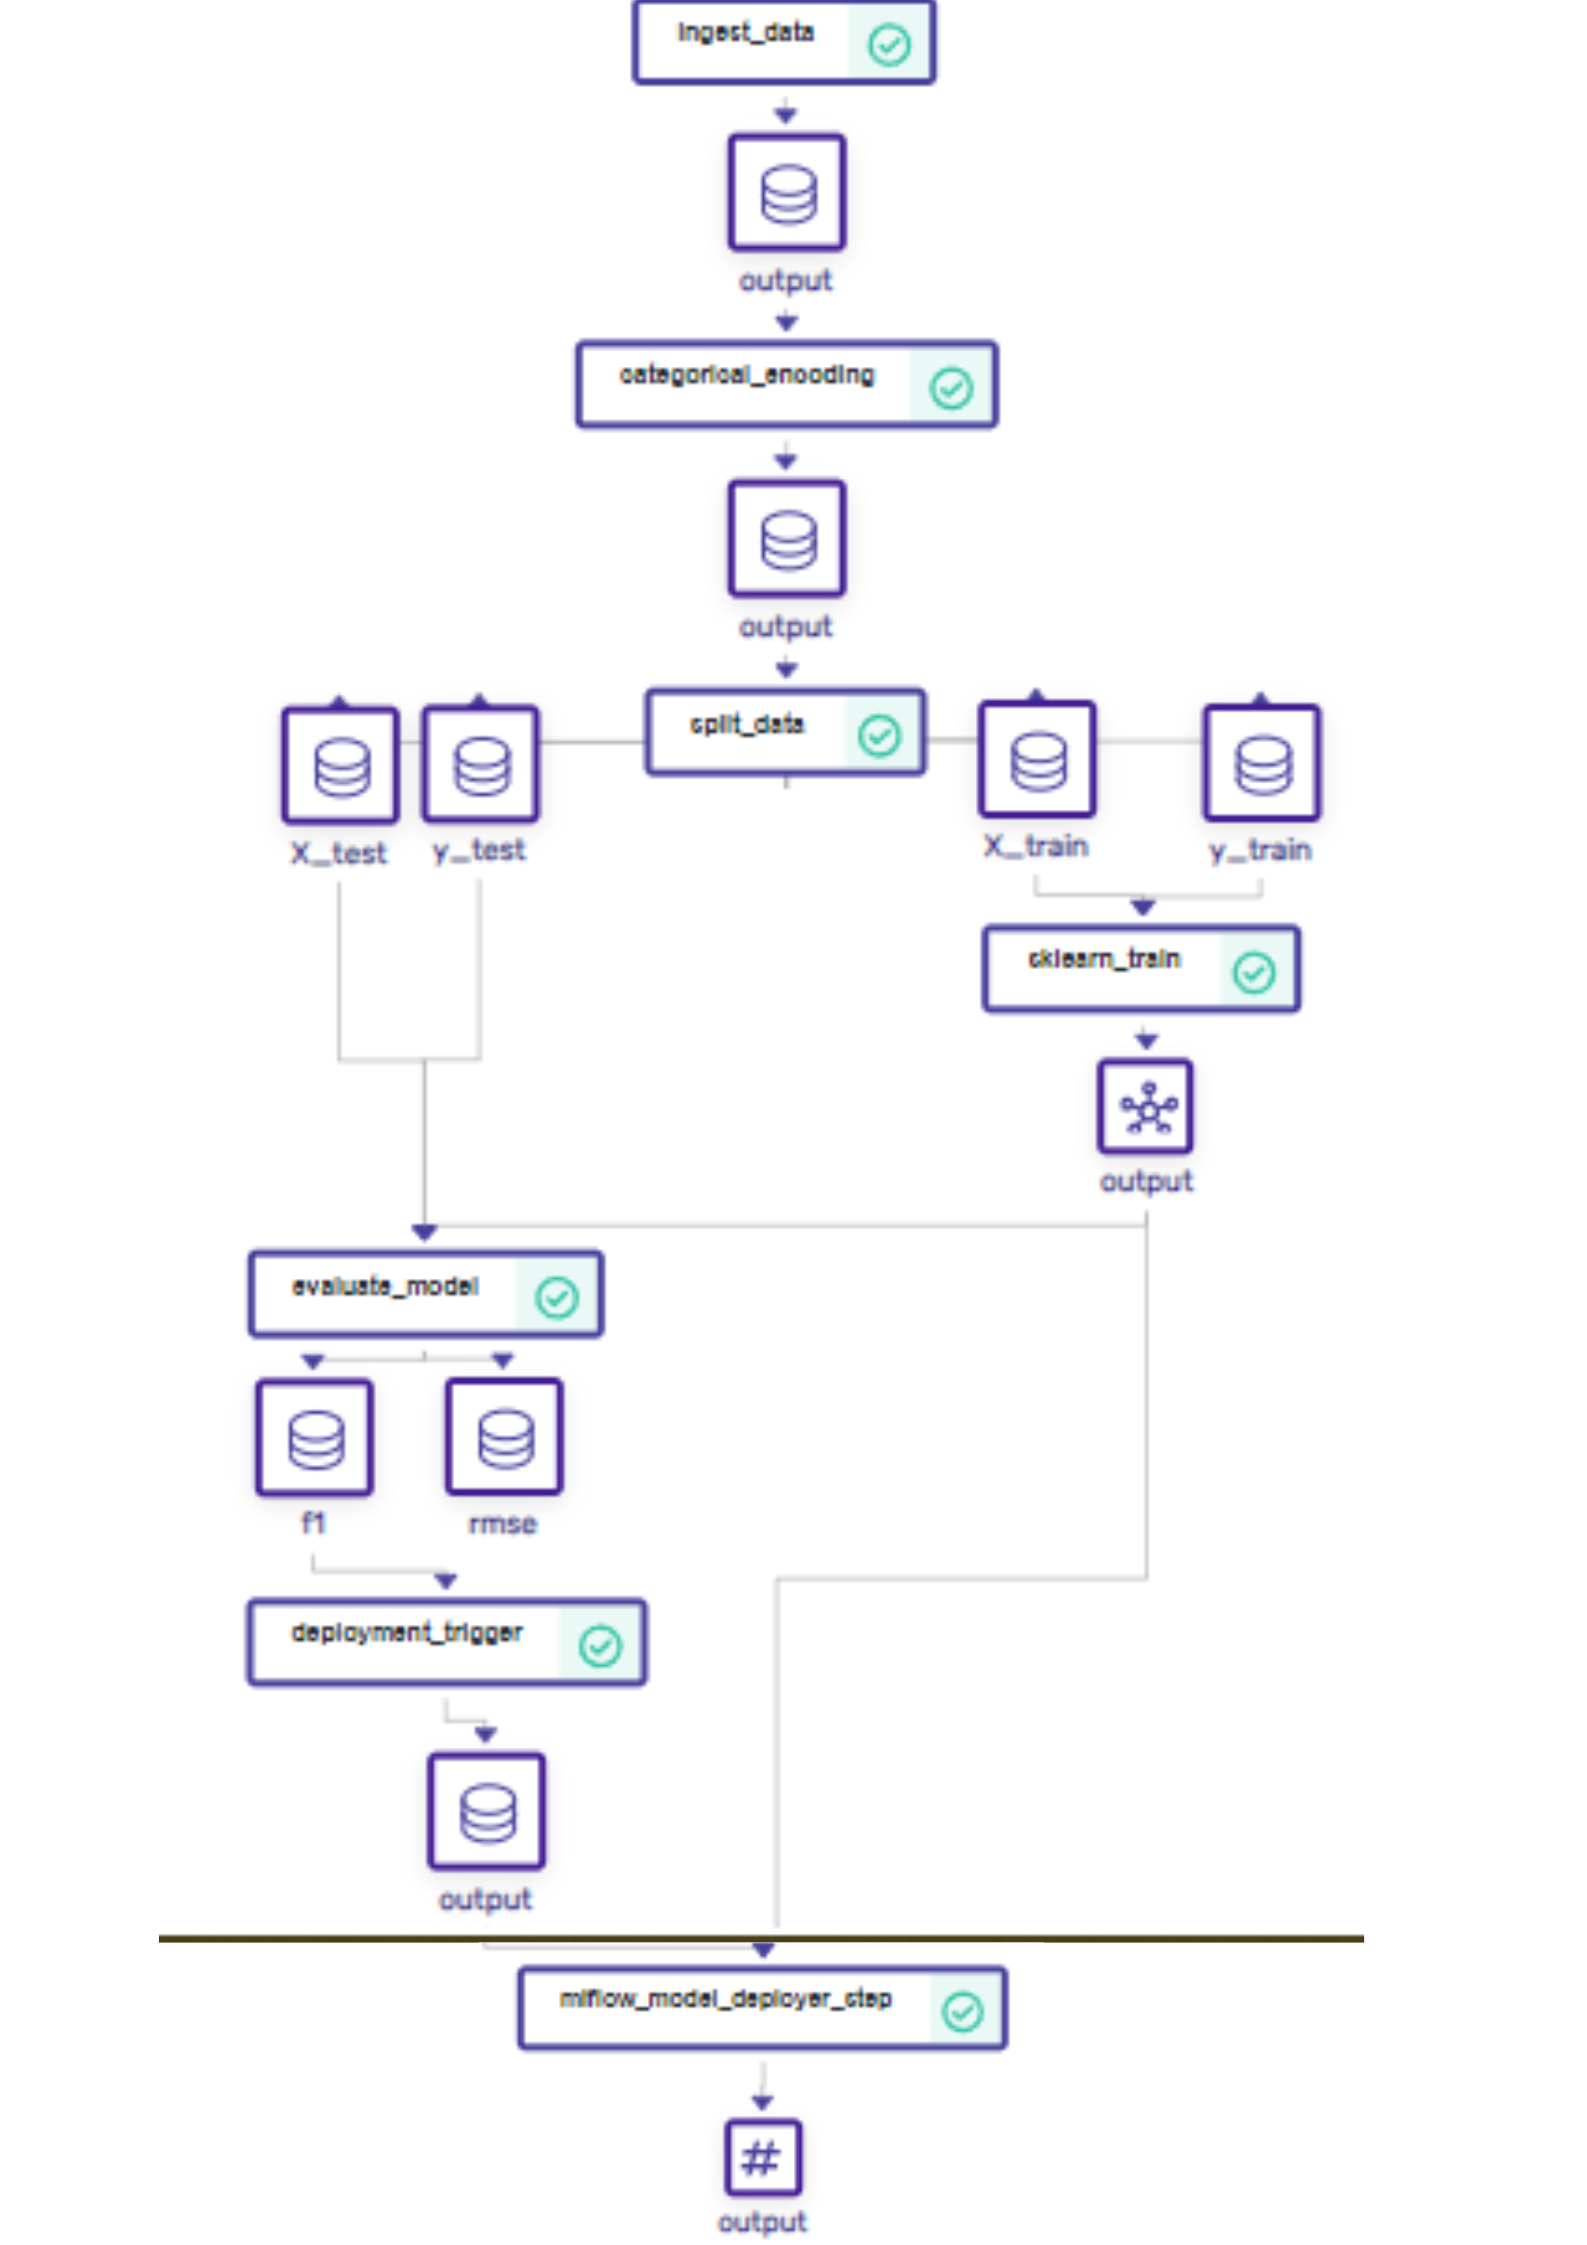 ingest_data
output
categorical_encoding
output
split_data
X_test
y_test
X_train
y_train
sklearn_train
output
evaluate_model
f1
rmse
deployment_trigger
output
mlflow_model_deployer_step
#
output